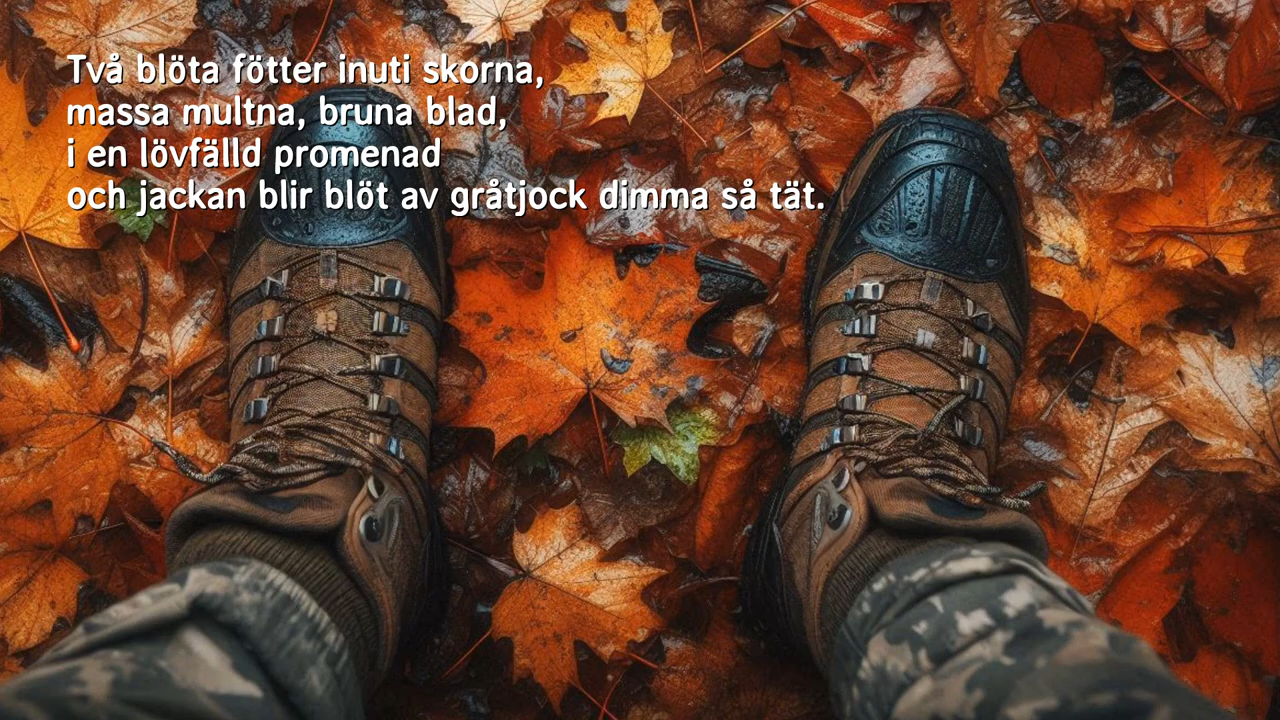 Två blöta fötter inuti skorna,
massa multna, bruna blad,
i en lövfälld promenad
och jackan blir blöt av gråtjock dimma så tät.